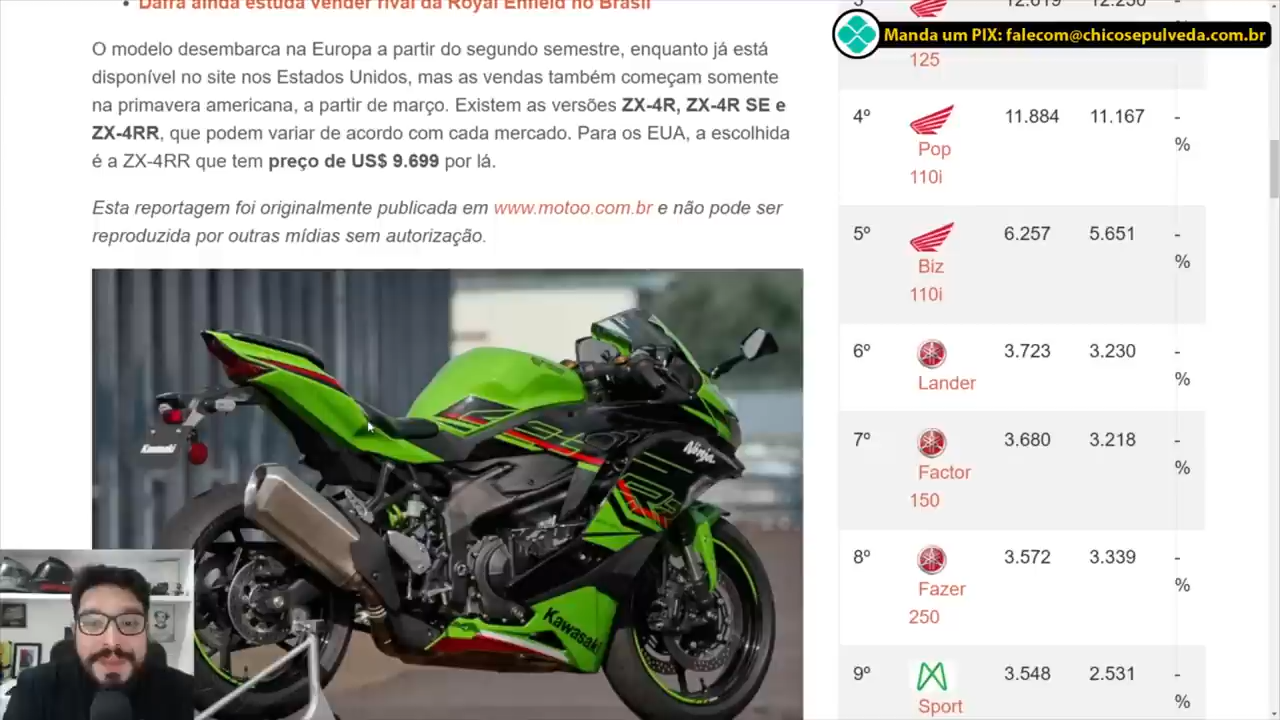 Dafra ainda estuda vender rival da Royal Enfield no Brasil
O modelo desembarca na Europa a partir do segundo semestre, enquanto já está
disponível no site nos Estados Unidos, mas as vendas também começam somente
na primavera americana, a partir de março. Existem as versões ZX-4R, ZX-4R SE e
ZX-4RR, que podem variar de acordo com cada mercado. Para os EUA, a escolhida
é a ZX-4RR que tem preço de US$ 9.699 por lá.
Esta reportagem foi originalmente publicada em www.motoo.com.br e não pode ser
reproduzida por outras mídias sem autorização.
Kawasaki
Ninja
Kawasaki
Manda um PIX: falecom@chicosepulveda.com.br
125
4º 11.884 11.167 -
%
Pop
110i
5º 6.257 5.651 -
%
Biz
110i
6º 3.723 3.230 -
%
Lander
7º 3.680 3.218 -
%
Factor
150
8º 3.572 3.339 -
%
Fazer
250
9º 3.548 2.531 -
%
Sport